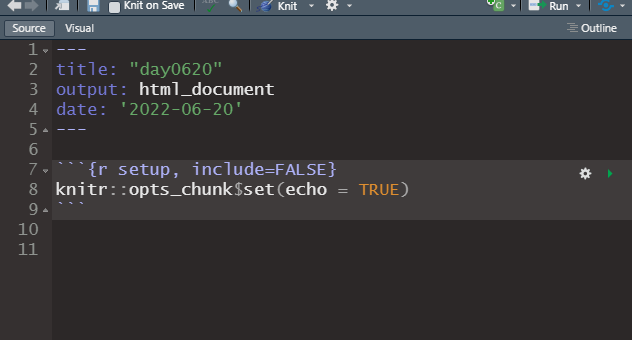 Knit on Save
ABC
Knit
Run
Source
Visual
Outline
1 ---
2 title: "day0620"
3 output: html_document
4 date: '2022-06-20'
5 ---
6
7 ```{r setup, include=FALSE}
8 knitr::opts_chunk$set(echo = TRUE)
9 ```
10
11